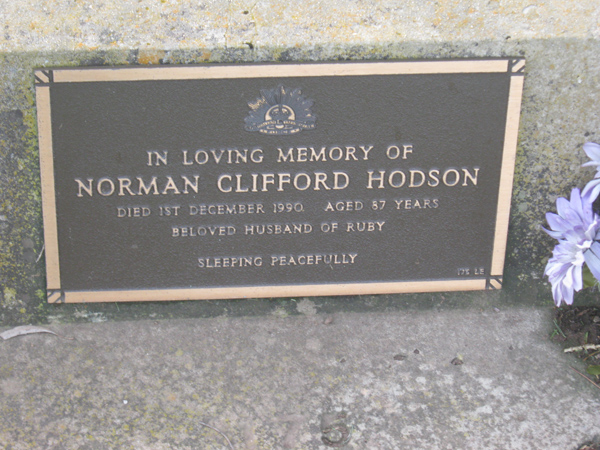 IN LOVING MEMORY OF
NORMAN CLIFFORD HODSON
DIED 1ST DECEMBER 1990. AGED 87 YEARS
BELOVED HUSBAND OF RUBY
SLEEPING PEACEFULLY